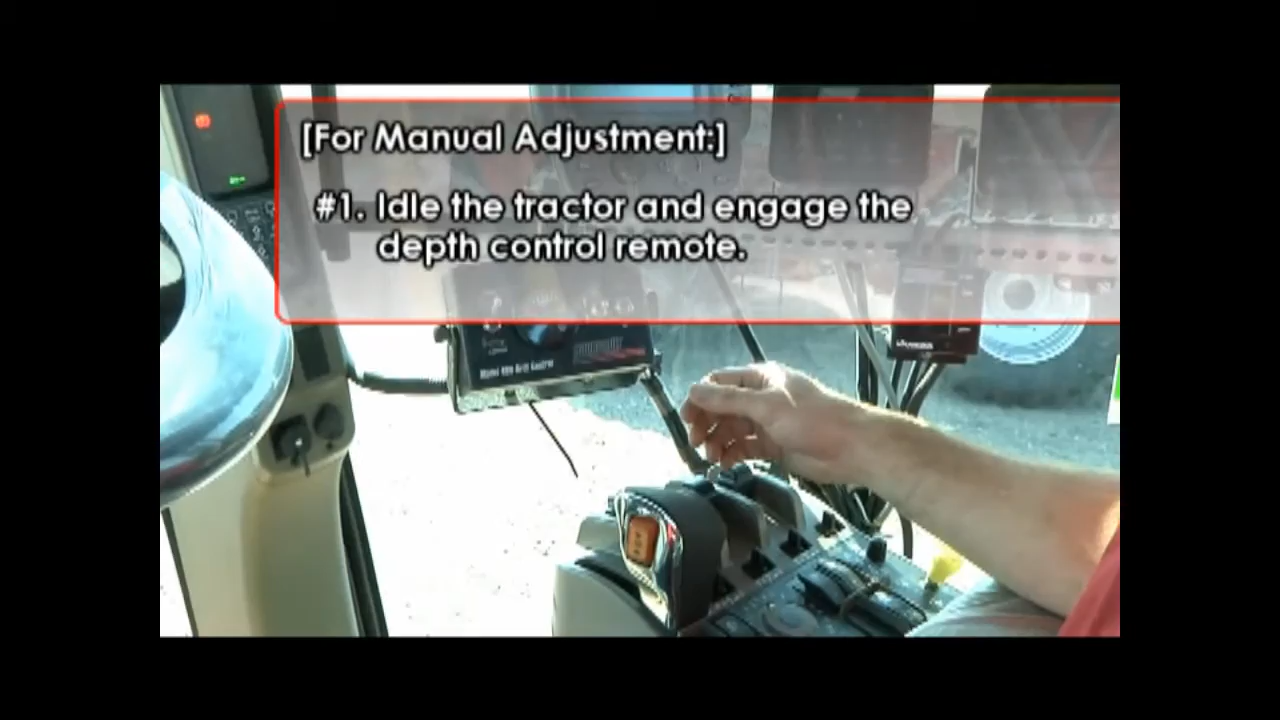 [For Manual Adjustment:]
#1. Idle the tractor and engage the
depth control remote.